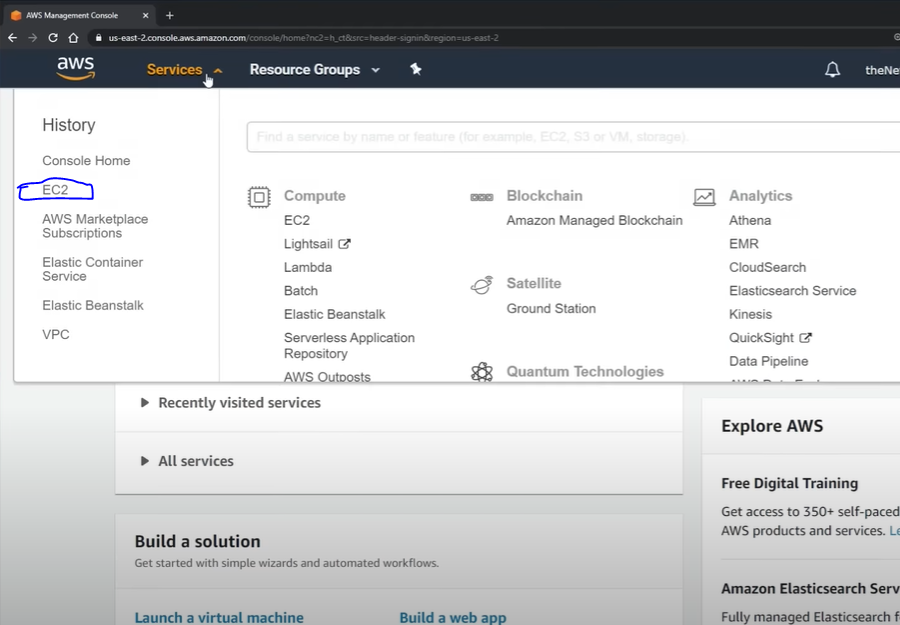 AWS Management Console
us-east-2.console.aws.amazon.com/console/home?nc2=h_ct&src=header-signin&region=us-east-2
aws
Services
Resource Groups
theNe
History
Console Home
EC2
AWS Marketplace
Subscriptions
Elastic Container
Service
Elastic Beanstalk
VPC
Find a service by name or feature (for example, EC2, S3 or VM, storage).
Compute
EC2
Lightsail
Lambda
Batch
Elastic Beanstalk
Serverless Application
Repository
AWS Outposts
Blockchain
Amazon Managed Blockchain
Satellite
Ground Station
Quantum Technologies
Analytics
Athena
EMR
CloudSearch
Elasticsearch Service
Kinesis
QuickSight
Data Pipeline
Recently visited services
All services
Build a solution
Get started with simple wizards and automated workflows.
Launch a virtual machine
Build a web app
Explore AWS
Free Digital Training
Get access to 350+ self-paced
AWS products and services. Le
Amazon Elasticsearch Serv
Fully managed Elasticsearch f